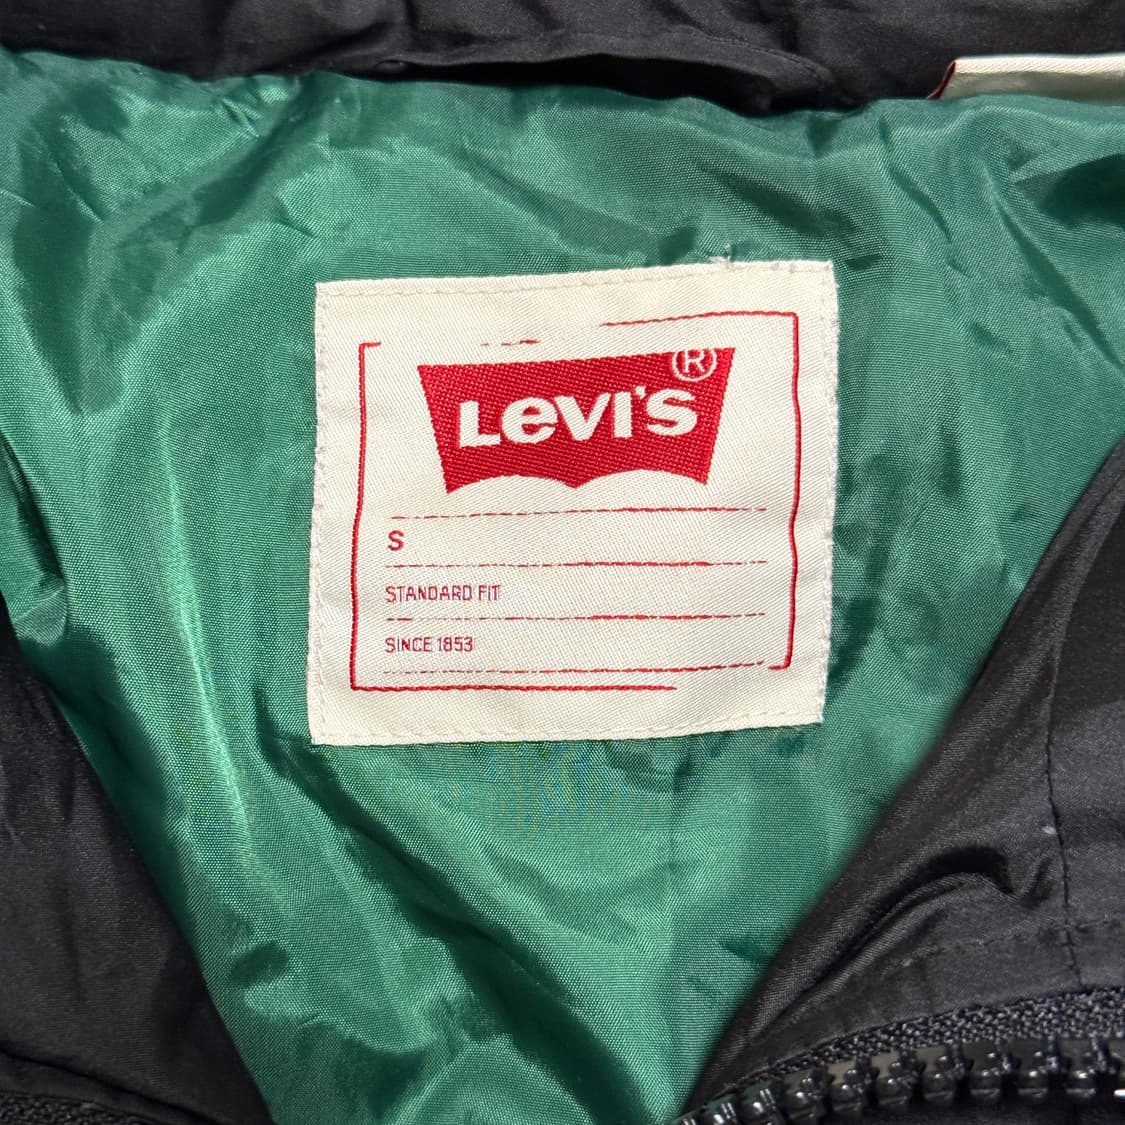 Levi's®
S
STANDARD FIT
SINCE 1853